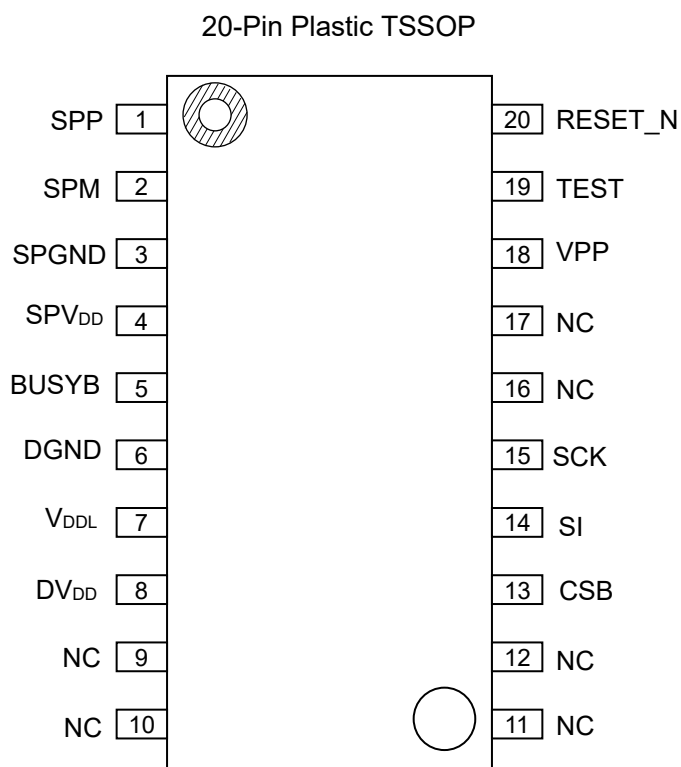 20-Pin Plastic TSSOP
SPP 1 20 RESET_N
SPM 2 19 TEST
SPGND 3 18 VPP
SPVDD 4 17 NC
BUSYB 5 16 NC
DGND 6 15 SCK
VDDL 7 14 SI
DVDD 8 13 CSB
NC 9 12 NC
NC 10 11 NC